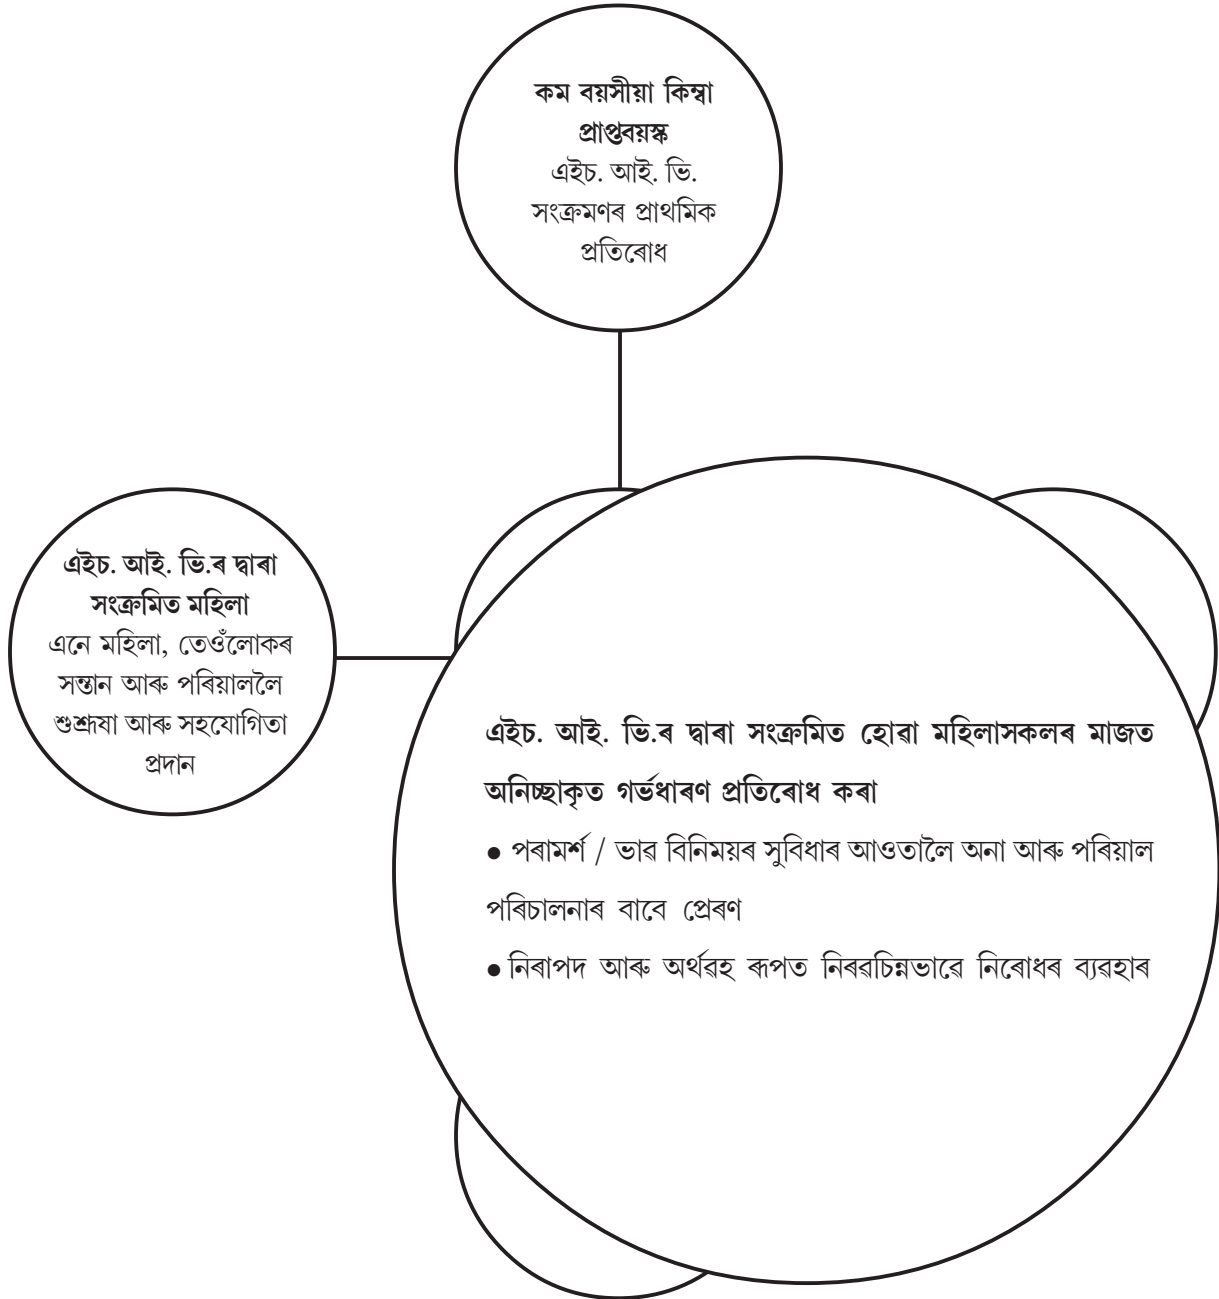 কম বয়সীয়া কিম্বা
প্ৰাপ্তবয়স্ক
এইচ. আই. ভি.
সংক্ৰমণৰ প্ৰাথমিক
প্ৰতিৰোধ
এইচ. আই. ভি.ৰ দ্বাৰা
সংক্ৰমিত মহিলা
এনে মহিলা, তেওঁলোকৰ
সন্তান আৰু পৰিয়াললৈ
শুশ্ৰূষা আৰু সহযোগিতা
প্ৰদান
এইচ. আই. ভি.ৰ দ্বাৰা সংক্ৰমিত হোৱা মহিলাসকলৰ মাজত
অনিচ্ছাকৃত গৰ্ভধাৰণ প্ৰতিৰোধ কৰা
● পৰামৰ্শ / ভাৱ বিনিময়ৰ সুবিধাৰ আওতালৈ অনা আৰু পৰিয়াল
পৰিচালনাৰ বাবে প্ৰেৰণ
● নিৰাপদ আৰু অৰ্থৱহ ৰূপত নিৰৱচিন্নভাৱে নিৰোধৰ ব্যৱহাৰ